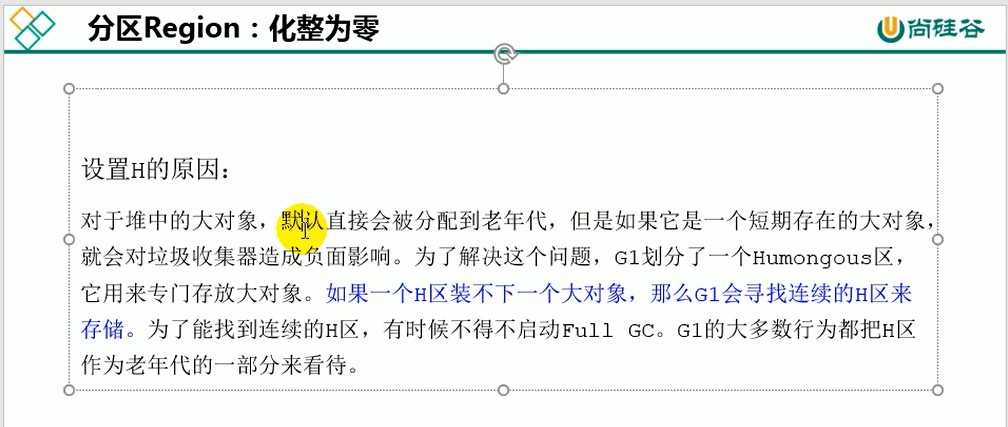 分区Region：化整为零
尚硅谷
设置H的原因：
对于堆中的大对象，默认直接会被分配到老年代，但是如果它是一个短期存在的大对象，
就会对垃圾收集器造成负面影响。为了解决这个问题，G1划分了一个Humongous区，
它用来专门存放大对象。如果一个H区装不下一个大对象，那么G1会寻找连续的H区来
存储。为了能找到连续的H区，有时候不得不启动Full GC。G1的大多数行为都把H区
作为老年代的一部分来看待。